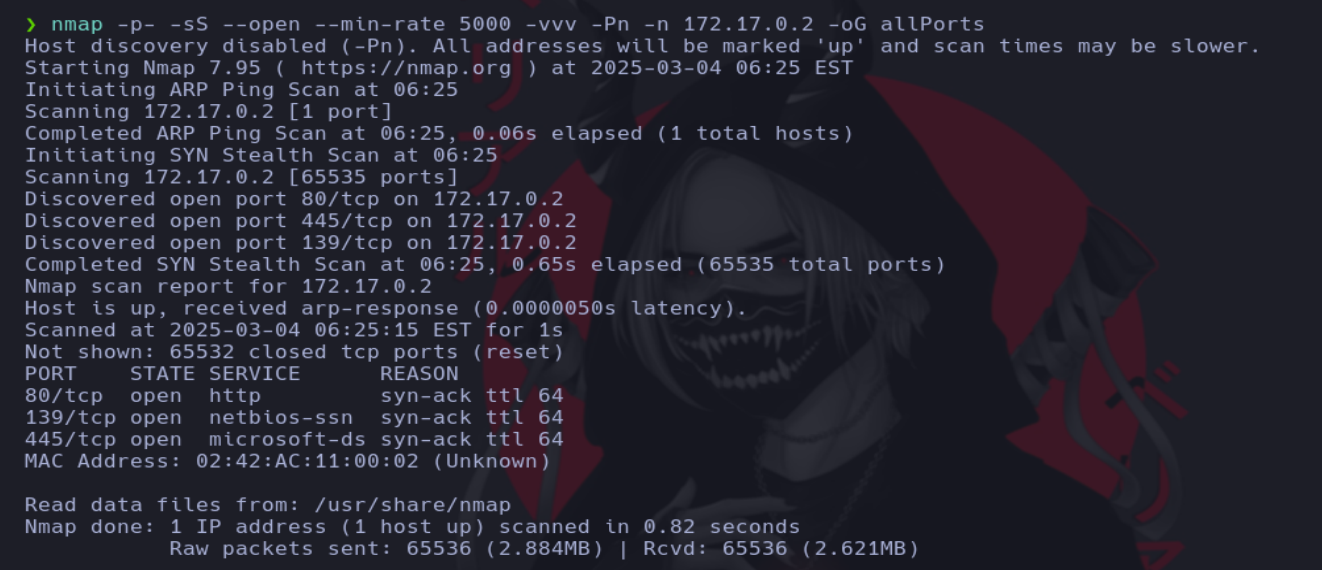 ❯ nmap -p- -sS --open --min-rate 5000 -vvv -Pn -n 172.17.0.2 -oG allPorts
Host discovery disabled (-Pn). All addresses will be marked 'up' and scan times may be slower.
Starting Nmap 7.95 ( https://nmap.org ) at 2025-03-04 06:25 EST
Initiating ARP Ping Scan at 06:25
Scanning 172.17.0.2 [1 port]
Completed ARP Ping Scan at 06:25, 0.06s elapsed (1 total hosts)
Initiating SYN Stealth Scan at 06:25
Scanning 172.17.0.2 [65535 ports]
Discovered open port 80/tcp on 172.17.0.2
Discovered open port 445/tcp on 172.17.0.2
Discovered open port 139/tcp on 172.17.0.2
Completed SYN Stealth Scan at 06:25, 0.65s elapsed (65535 total ports)
Nmap scan report for 172.17.0.2
Host is up, received arp-response (0.0000050s latency).
Scanned at 2025-03-04 06:25:15 EST for 1s
Not shown: 65532 closed tcp ports (reset)
PORT    STATE SERVICE      REASON
80/tcp  open  http         syn-ack ttl 64
139/tcp open  netbios-ssn  syn-ack ttl 64
445/tcp open  microsoft-ds syn-ack ttl 64
MAC Address: 02:42:AC:11:00:02 (Unknown)
Read data files from: /usr/share/nmap
Nmap done: 1 IP address (1 host up) scanned in 0.82 seconds
           Raw packets sent: 65536 (2.884MB) | Rcvd: 65536 (2.621MB)